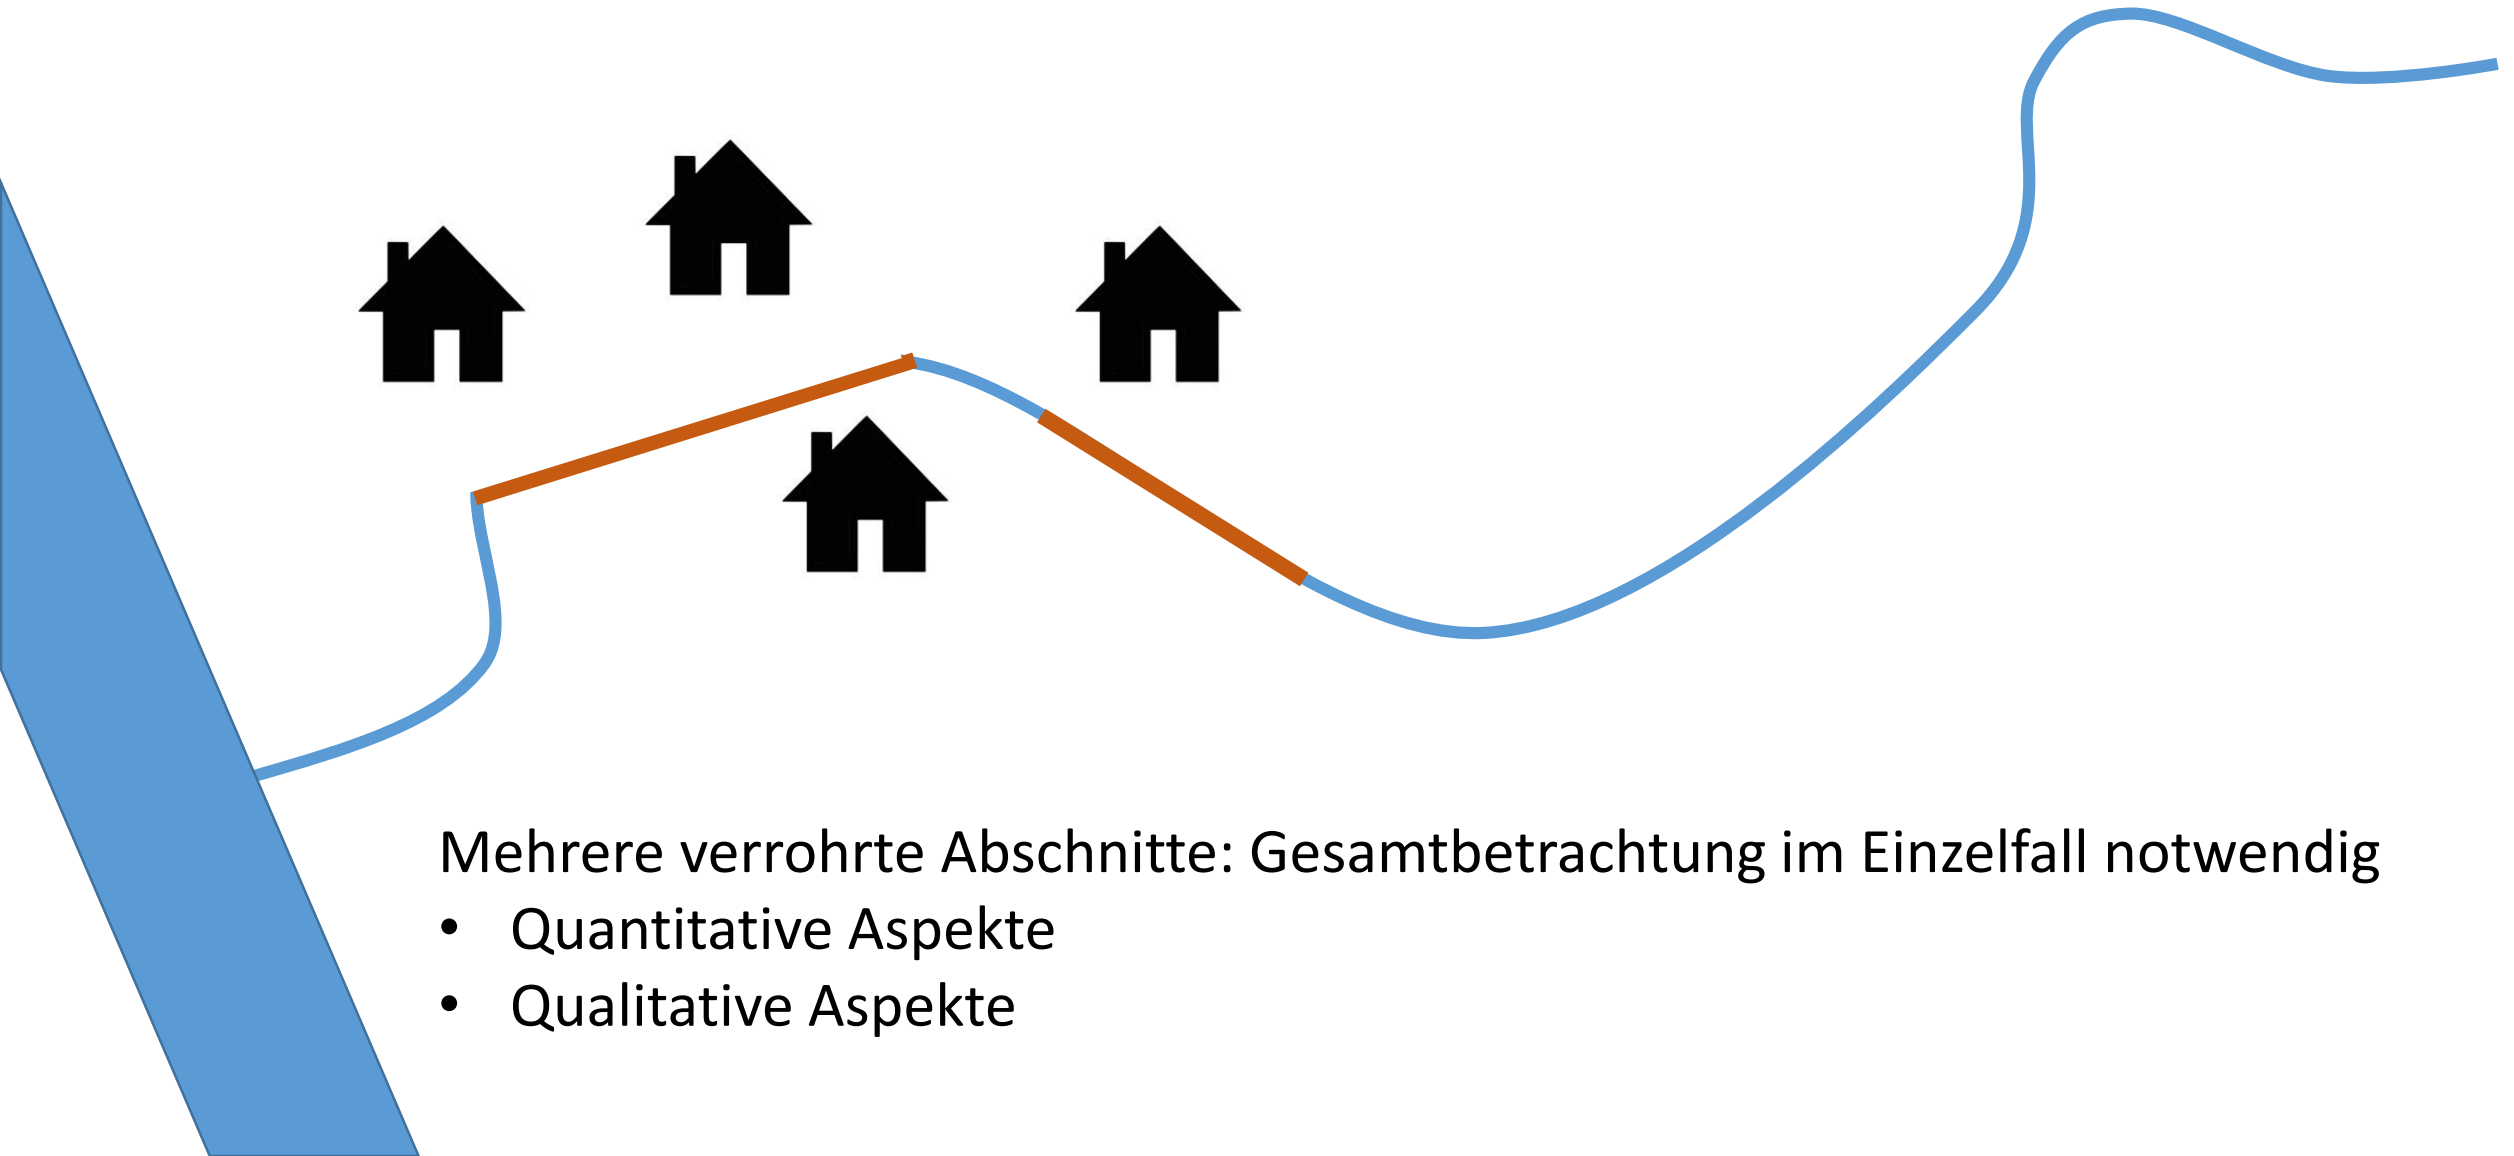 Mehrere verrohrte Abschnitte: Gesamtbetrachtung im Einzelfall notwendig
• Quantitative Aspekte
• Qualitative Aspekte